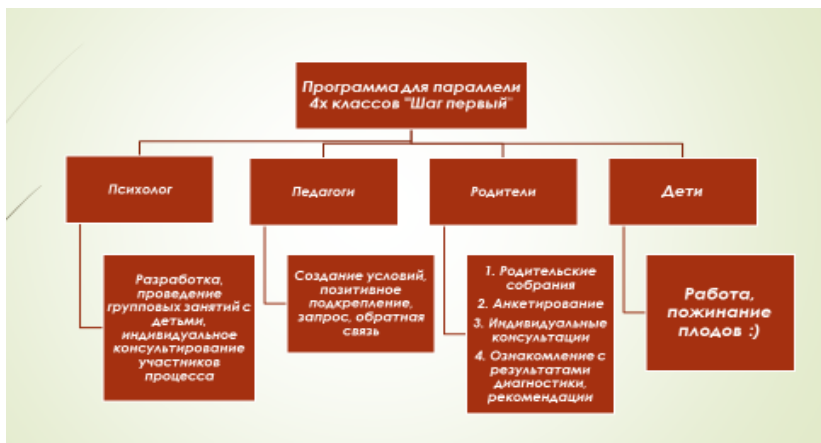 Программа для параллели
4х классов "Шаг первый"
Психолог
Педагоги
Родители
Дети
Разработка,
проведение
групповых занятий с
детьми,
индивидуальное
консультирование
участников
процесса
Создание условий,
позитивное
подкрепление,
запрос, обратная
связь
1. Родительские
собрания
2. Анкетирование
3. Индивидуальные
консультации
4. Ознакомление с
результатами
диагностики,
рекомендации
Работа,
пожинание
плодов :)